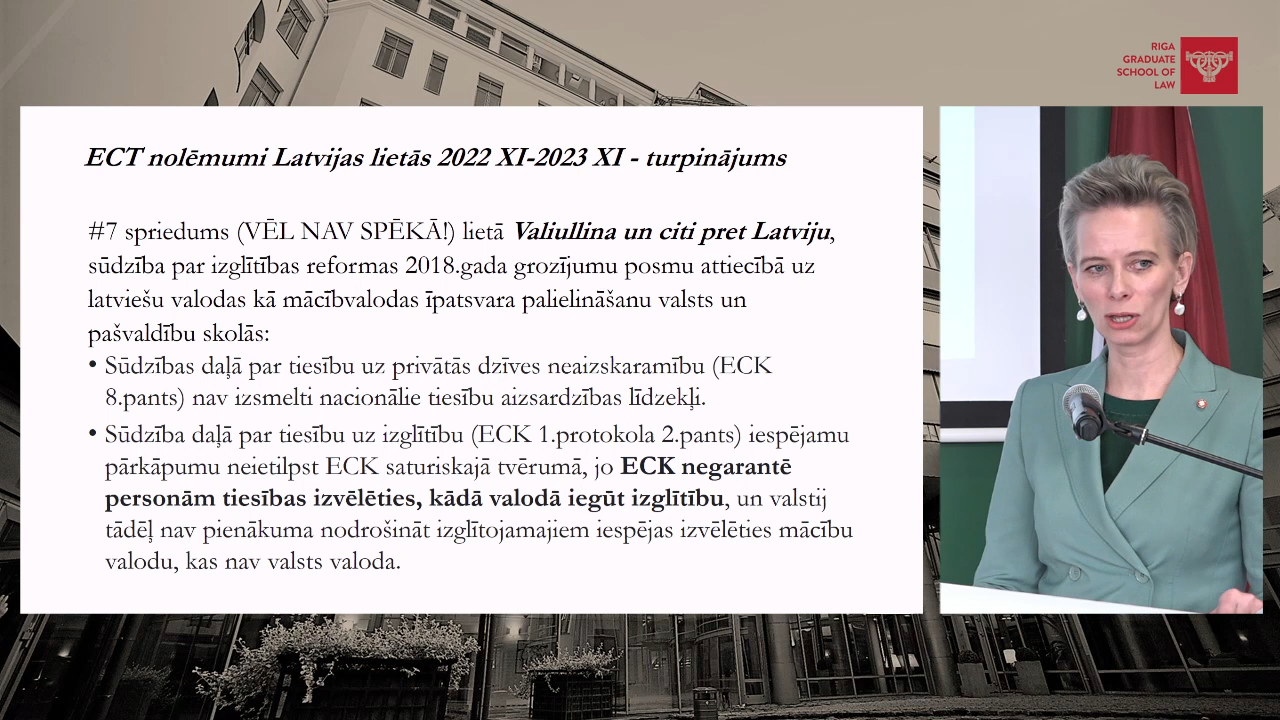 RIGA
GRADUATE
SCHOOL OF
LAW
ECT nolēmumi Latvijas lietās 2022 XI-2023 XI - turpinājums
#7 spriedums (VĒL NAV SPĒKĀ!) lietā Valiullina un citi pret Latviju,
sūdzība par izglītības reformas 2018.gada grozījumu posmu attiecībā uz
latviešu valodas kā mācībvalodas īpatsvara palielināšanu valsts un
pašvaldību skolās:
• Sūdzības daļā par tiesību uz privātās dzīves neaizskaramību (ECK
8.pants) nav izsmelti nacionālie tiesību aizsardzības līdzekļi.
• Sūdzība daļā par tiesību uz izglītību (ECK 1.protokola 2.pants) iespējamu
pārkāpumu neietilpst ECK saturiskajā tvērumā, jo ECK negarantē
personām tiesības izvēlēties, kādā valodā iegūt izglītību, un valstij
tādēļ nav pienākuma nodrošināt izglītojamajiem iespējas izvēlēties mācību
valodu, kas nav valsts valoda.